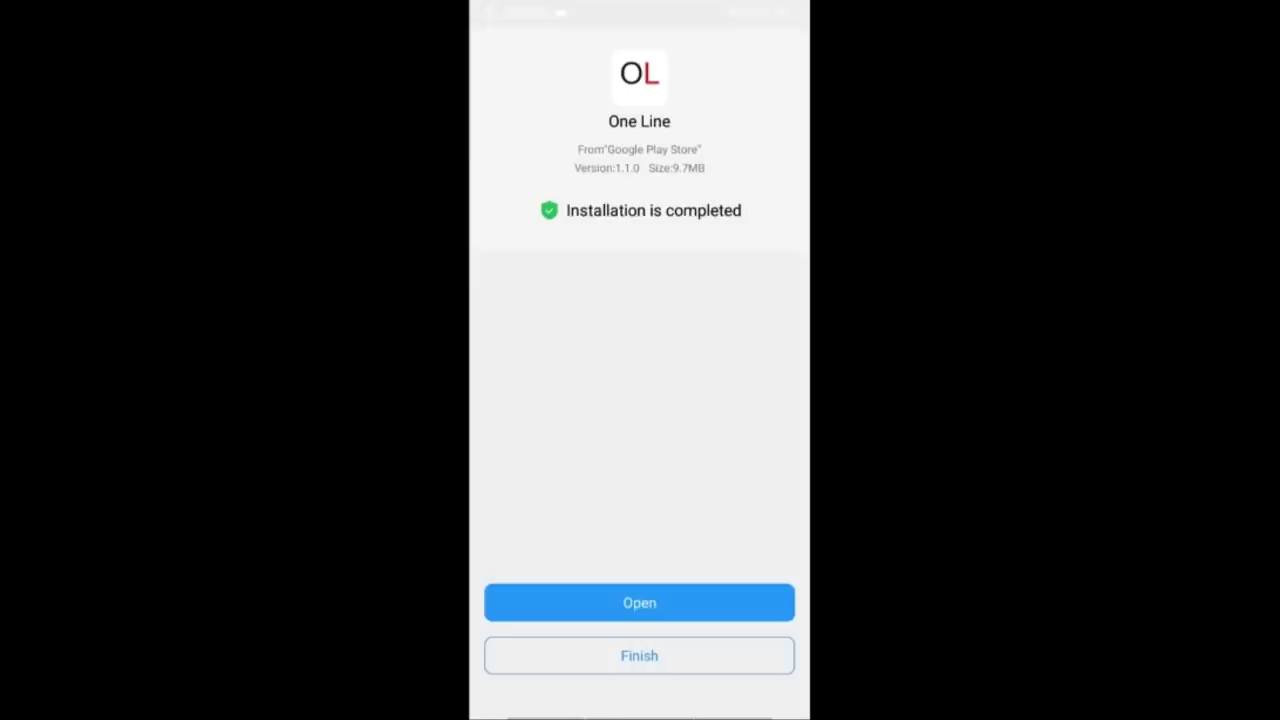 OL
One Line
From"Google Play Store"
Version:1.1.0 Size:9.7MB
Installation is completed
Open
Finish